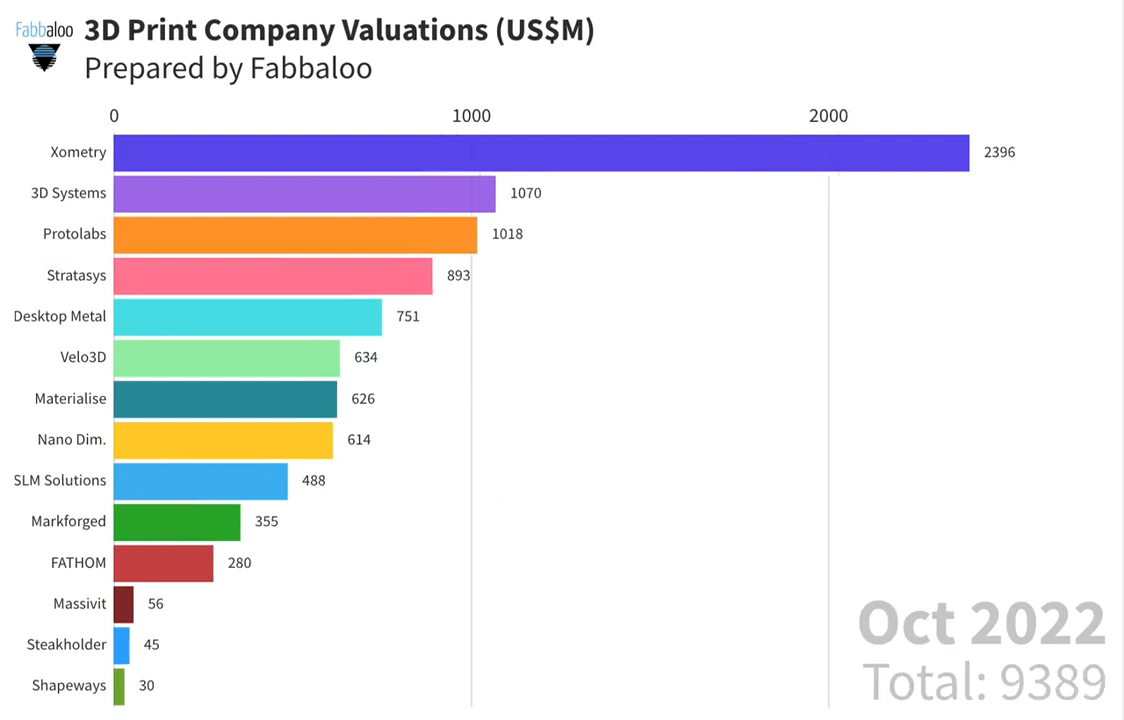 Fabbaloo
3D Print Company Valuations (US$M)
Prepared by Fabbaloo
0 1000 2000
Xometry 2396
3D Systems 1070
Protolabs 1018
Stratasys 893
Desktop Metal 751
Velo3D 634
Materialise 626
Nano Dim. 614
SLM Solutions 488
Markforged 355
FATHOM 280
Massivit 56
Steakholder 45
Shapeways 30
Oct 2022
Total: 9389